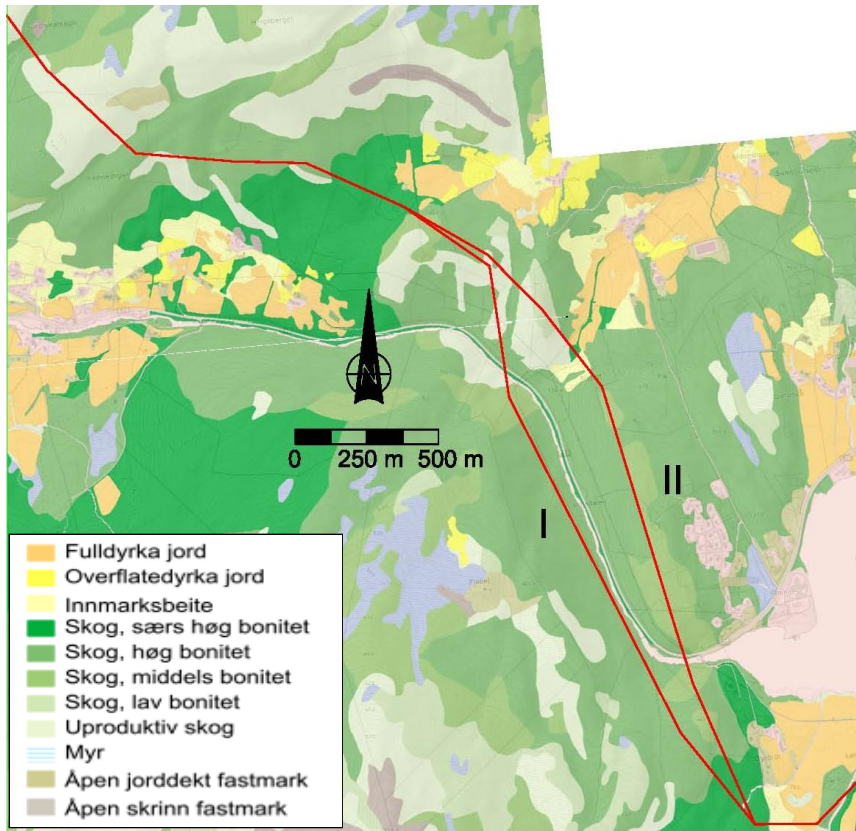 N
0 250 m 500 m
II
I
Fulldyrka jord
Overflatedyrka jord
Innmarksbeite
Skog, særs høg bonitet
Skog, høg bonitet
Skog, middels bonitet
Skog, lav bonitet
Uproduktiv skog
Myr
Åpen jorddekt fastmark
Åpen skrinn fastmark